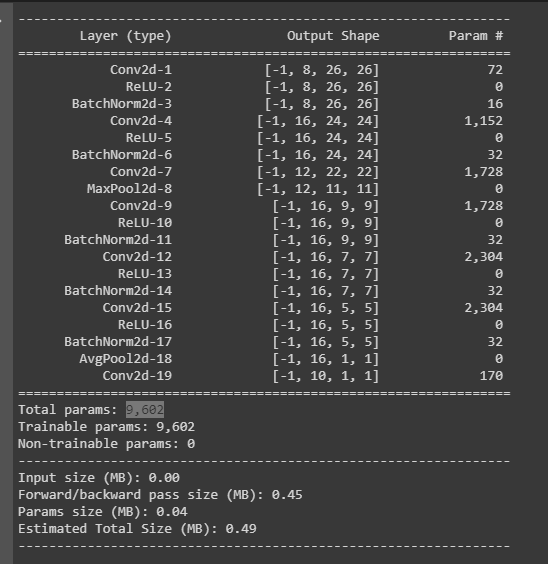 ----------------------------------------------------------------
Layer (type) Output Shape Param #
================================================================
Conv2d-1 [-1, 8, 26, 26] 72
ReLU-2 [-1, 8, 26, 26] 0
BatchNorm2d-3 [-1, 8, 26, 26] 16
Conv2d-4 [-1, 16, 24, 24] 1,152
ReLU-5 [-1, 16, 24, 24] 0
BatchNorm2d-6 [-1, 16, 24, 24] 32
Conv2d-7 [-1, 12, 22, 22] 1,728
MaxPool2d-8 [-1, 12, 11, 11] 0
Conv2d-9 [-1, 16, 9, 9] 1,728
ReLU-10 [-1, 16, 9, 9] 0
BatchNorm2d-11 [-1, 16, 9, 9] 32
Conv2d-12 [-1, 16, 7, 7] 2,304
ReLU-13 [-1, 16, 7, 7] 0
BatchNorm2d-14 [-1, 16, 7, 7] 32
Conv2d-15 [-1, 16, 5, 5] 2,304
ReLU-16 [-1, 16, 5, 5] 0
BatchNorm2d-17 [-1, 16, 5, 5] 32
AvgPool2d-18 [-1, 16, 1, 1] 0
Conv2d-19 [-1, 10, 1, 1] 170
================================================================
Total params: 9,602
Trainable params: 9,602
Non-trainable params: 0
----------------------------------------------------------------
Input size (MB): 0.00
Forward/backward pass size (MB): 0.45
Params size (MB): 0.04
Estimated Total Size (MB): 0.49
----------------------------------------------------------------